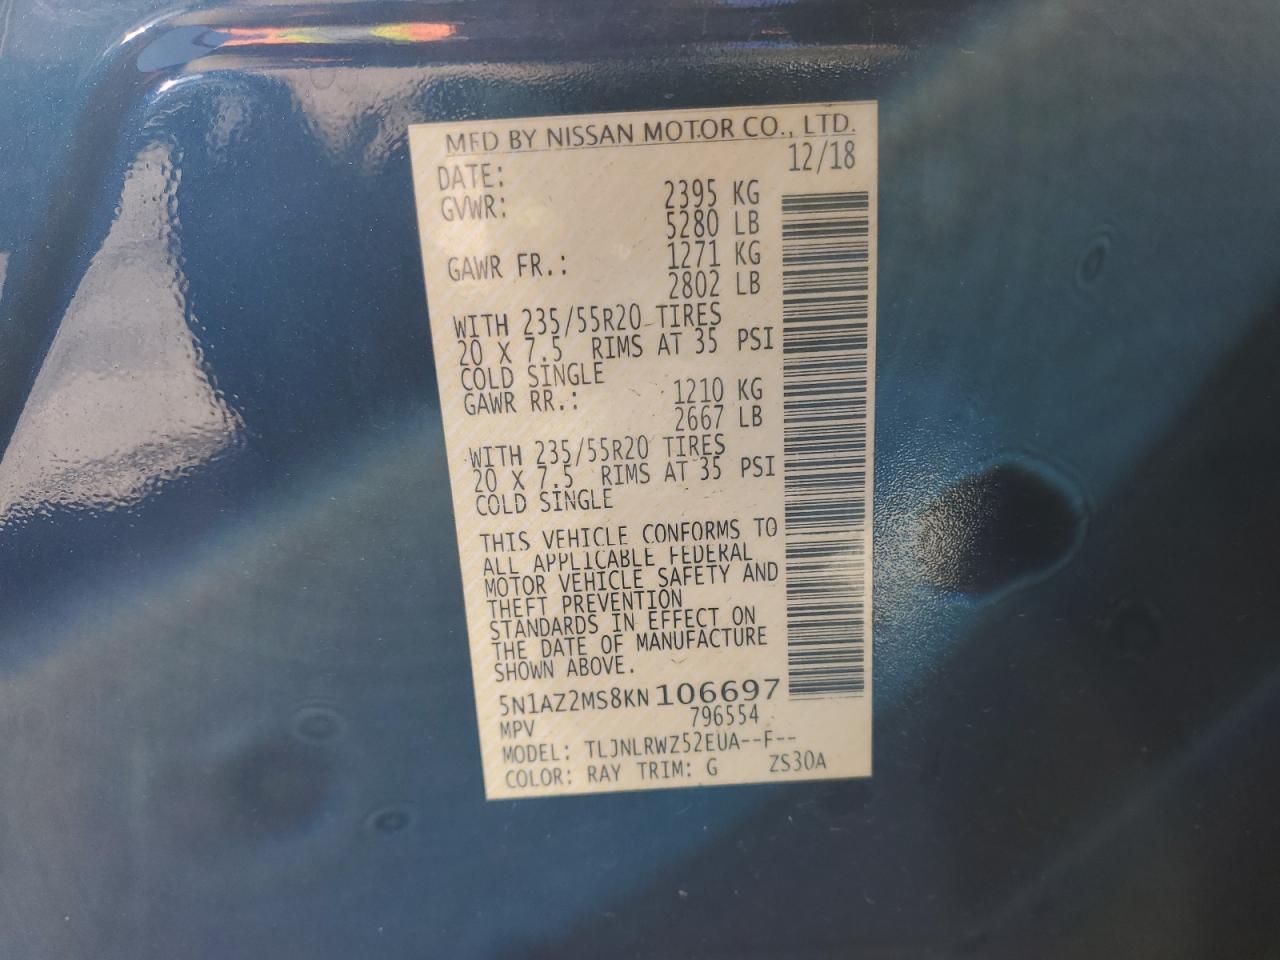 MFD BY NISSAN MOTOR CO., LTD.
DATE: 12/18
GVWR: 2395 KG
5280 LB
GAWR FR.: 1271 KG
2802 LB
WITH 235/55R20 TIRES
20 X 7.5 RIMS AT 35 PSI
COLD SINGLE
GAWR RR.: 1210 KG
2667 LB
WITH 235/55R20 TIRES
20 X 7.5 RIMS AT 35 PSI
COLD SINGLE
THIS VEHICLE CONFORMS TO
ALL APPLICABLE FEDERAL
MOTOR VEHICLE SAFETY AND
THEFT PREVENTION
STANDARDS IN EFFECT ON
THE DATE OF MANUFACTURE
SHOWN ABOVE.
5N1AZ2MS8KN106697
MPV 796554
MODEL: TLJNLRWZ52EUA--F--
COLOR: RAY TRIM: G ZS30A